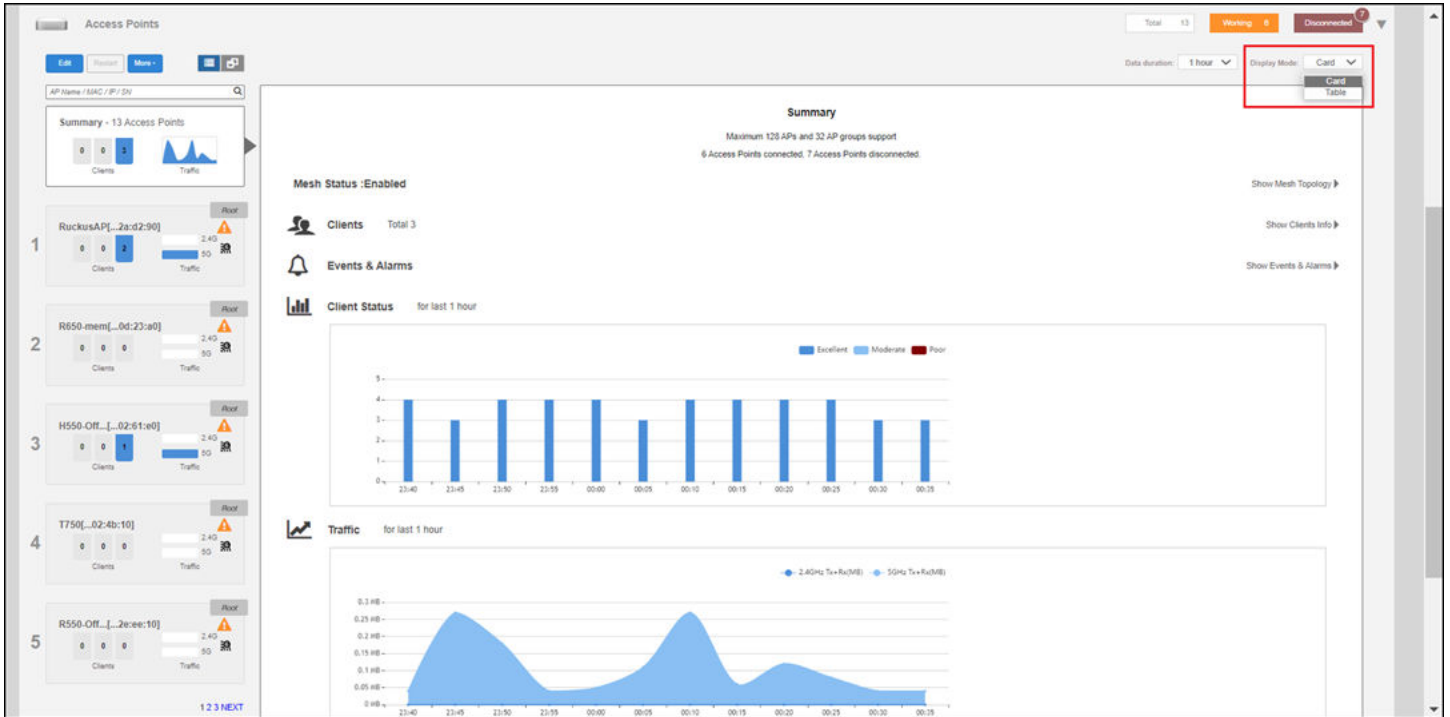 Access Points
Total 13
Working 6
Disconnected
7
Edit
Restart
More
Data duration: 1 hour
Display Mode: Card
Card
Table
AP Name / MAC / IP / SN
Summary - 13 Access Points
0 0 3
Clients
Traffic
Root
1
RuckusAP[...2a:d2:90]
2.4G
0 0 2
5G
Clients
Traffic
Root
2
R650-mem[...0d:23:a0]
2.4G
0 0 0
5G
Clients
Traffic
Root
3
H550-Off...[...02:61:e0]
2.4G
0 0 1
5G
Clients
Traffic
Root
4
T750[...02:4b:10]
2.4G
0 0 0
5G
Clients
Traffic
Root
5
R550-Off...[...2e:ee:10]
2.4G
0 0 0
5G
Clients
Traffic
1 2 3 NEXT
Summary
Maximum 128 APs and 32 AP groups support
6 Access Points connected, 7 Access Points disconnected.
Mesh Status :Enabled
Show Mesh Topology
Clients Total 3
Show Clients Info
Events & Alarms
Show Events & Alarms
Client Status for last 1 hour
Excellent Moderate Poor
5
4
3
2
1
0
23:40 23:45 23:50 23:55 00:00 00:05 00:10 00:15 00:20 00:25 00:30 00:35
Traffic for last 1 hour
2.4GHz Tx+Rx(MB) 5GHz Tx+Rx(MB)
0.3 MB
0.25 MB
0.2 MB
0.15 MB
0.1 MB
0.05 MB
0 MB
23:40 23:45 23:50 23:55 00:00 00:05 00:10 00:15 00:20 00:25 00:30 00:35